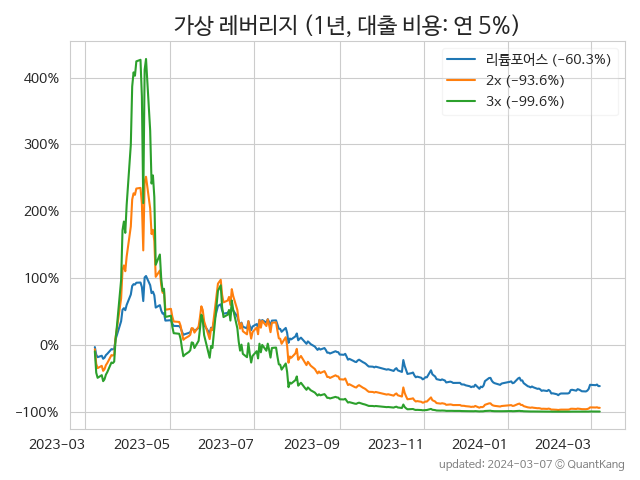 가상 레버리지 (1년, 대출 비용: 연 5%)
리튬포어스 (−60.3%)
2x (−93.6%)
3x (−99.6%)
400%
300%
200%
100%
0%
−100%
2023-03 2023-05 2023-07 2023-09 2023-11 2024-01 2024-03
updated: 2024-03-07 © QuantKang